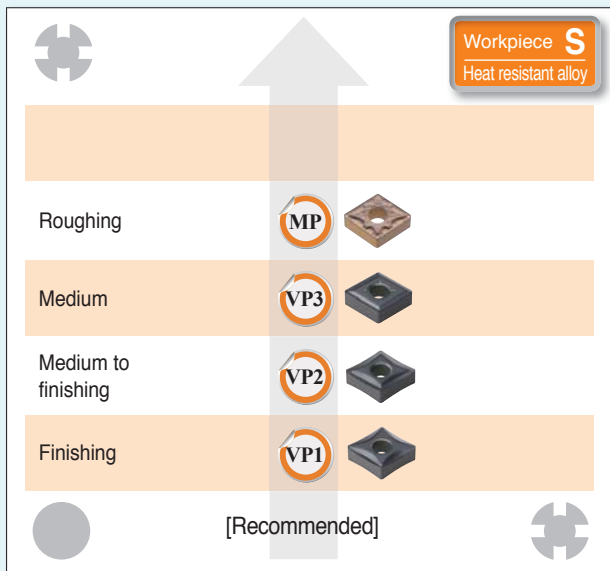 Workpiece S
Heat resistant alloy
Roughing
MP
Medium
VP3
Medium to
finishing
VP2
Finishing
VP1
[Recommended]